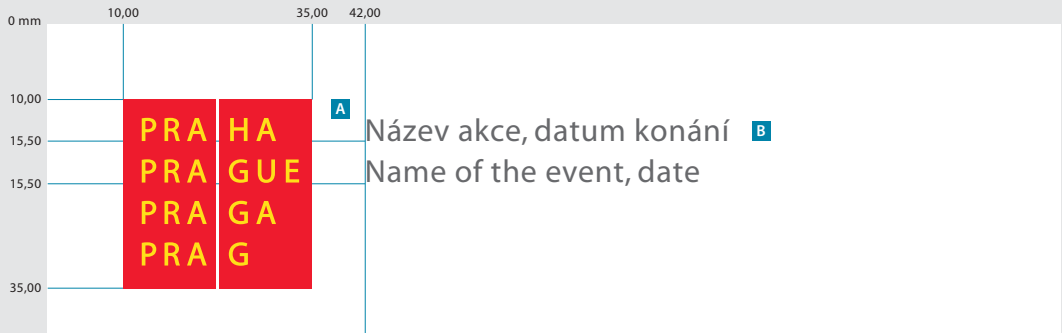 10,00 35,00 42,00
0 mm
10,00
A
PRA HA
Název akce, datum konání B
15,50
PRA GUE
Name of the event, date
15,50
PRA GA
PRA G
35,00